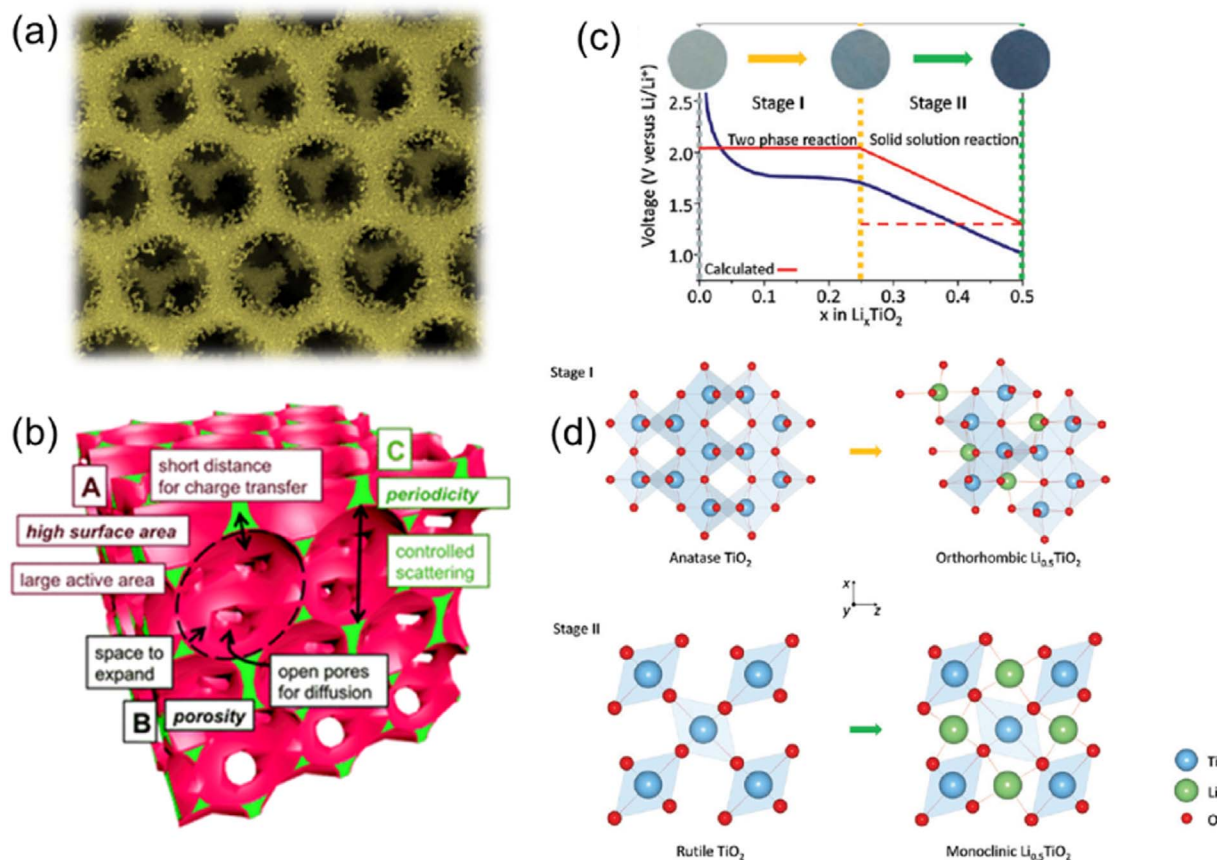 (a)
(b)
A
short distance
for charge transfer
C
periodicity
high surface area
large active area
controlled
scattering
space to
expand
open pores
for diffusion
B
porosity
(c)
Stage I
Stage II
Two phase reaction
Solid solution reaction
Voltage (V versus Li/Li⁺)
2.5
2.0
1.5
1.0
Calculated
0.0 0.1 0.2 0.3 0.4 0.5
x in LiₓTiO₂
(d)
Stage I
Anatase TiO₂
Orthorhombic Li₀.₅TiO₂
x
y
z
Stage II
Rutile TiO₂
Monoclinic Li₀.₅TiO₂
Ti
Li
O